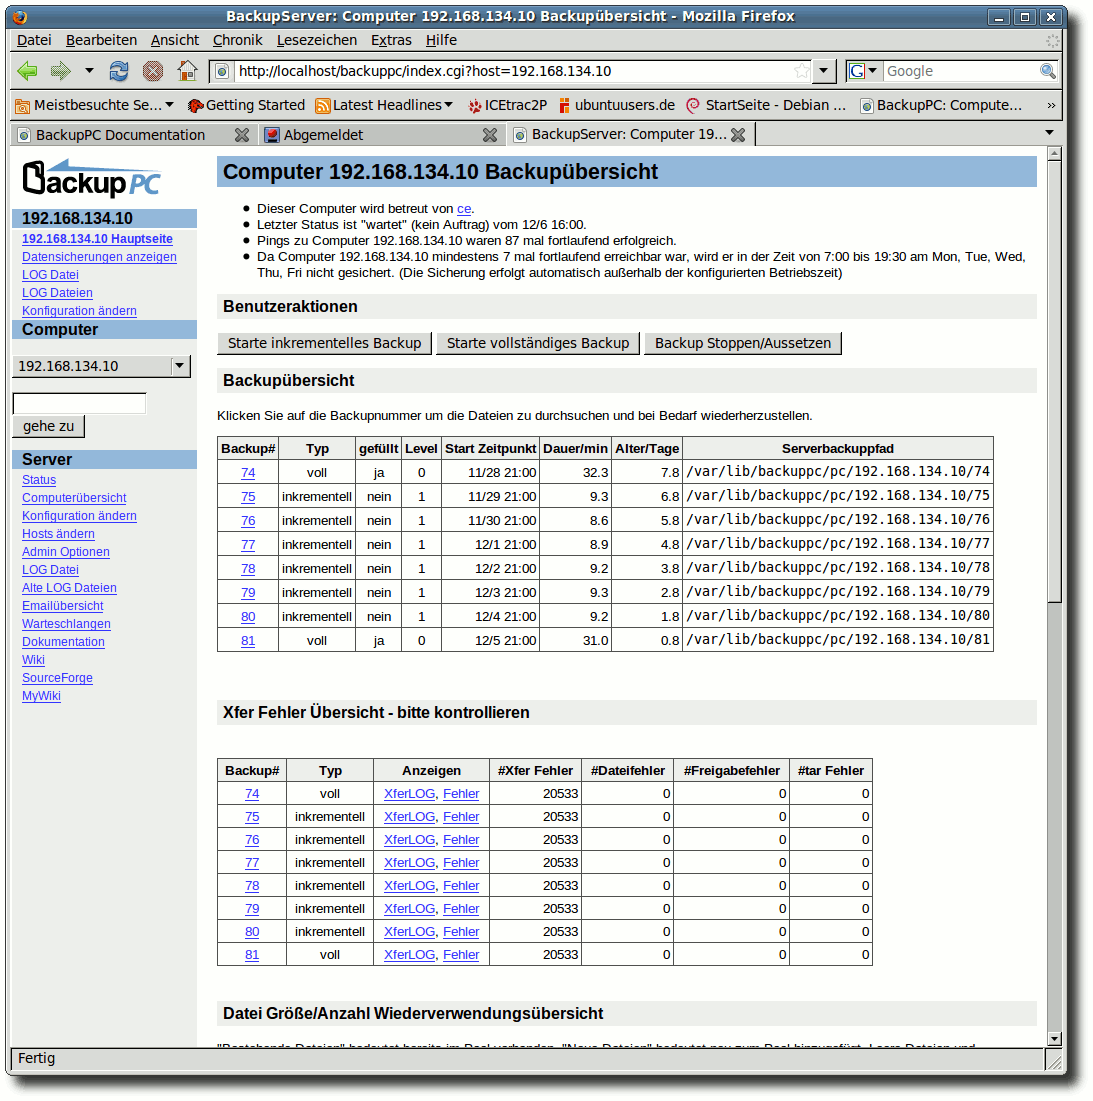 BackupServer: Computer 192.168.134.10 Backupübersicht - Mozilla Firefox
Datei Bearbeiten Ansicht Chronik Lesezeichen Extras Hilfe
http://localhost/backuppc/index.cgi?host=192.168.134.10
Google
Meistbesuchte Se... Getting Started Latest Headlines ICEtrac2P ubuntuusers.de StartSeite - Debian ... BackupPC: Compute... »
BackupPC Documentation Abgemeldet BackupServer: Computer 19...
BackupPC
192.168.134.10
192.168.134.10 Hauptseite
Datensicherungen anzeigen
LOG Datei
LOG Dateien
Konfiguration ändern
Computer
192.168.134.10
gehe zu
Server
Status
Computerübersicht
Konfiguration ändern
Hosts ändern
Admin Optionen
LOG Datei
Alte LOG Dateien
Emailübersicht
Warteschlangen
Dokumentation
Wiki
SourceForge
MyWiki
Computer 192.168.134.10 Backupübersicht
Dieser Computer wird betreut von ce.
Letzter Status ist "wartet" (kein Auftrag) vom 12/6 16:00.
Pings zu Computer 192.168.134.10 waren 87 mal fortlaufend erfolgreich.
Da Computer 192.168.134.10 mindestens 7 mal fortlaufend erreichbar war, wird er in der Zeit von 7:00 bis 19:30 am Mon, Tue, Wed,
Thu, Fri nicht gesichert. (Die Sicherung erfolgt automatisch außerhalb der konfigurierten Betriebszeit)
Benutzeraktionen
Starte inkrementelles Backup Starte vollständiges Backup Backup Stoppen/Aussetzen
Backupübersicht
Klicken Sie auf die Backupnummer um die Dateien zu durchsuchen und bei Bedarf wiederherzustellen.
Backup# Typ gefüllt Level Start Zeitpunkt Dauer/min Alter/Tage Serverbackuppfad
74 voll ja 0 11/28 21:00 32.3 7.8 /var/lib/backuppc/pc/192.168.134.10/74
75 inkrementell nein 1 11/29 21:00 9.3 6.8 /var/lib/backuppc/pc/192.168.134.10/75
76 inkrementell nein 1 11/30 21:00 8.6 5.8 /var/lib/backuppc/pc/192.168.134.10/76
77 inkrementell nein 1 12/1 21:00 8.9 4.8 /var/lib/backuppc/pc/192.168.134.10/77
78 inkrementell nein 1 12/2 21:00 9.2 3.8 /var/lib/backuppc/pc/192.168.134.10/78
79 inkrementell nein 1 12/3 21:00 9.3 2.8 /var/lib/backuppc/pc/192.168.134.10/79
80 inkrementell nein 1 12/4 21:00 9.2 1.8 /var/lib/backuppc/pc/192.168.134.10/80
81 voll ja 0 12/5 21:00 31.0 0.8 /var/lib/backuppc/pc/192.168.134.10/81
Xfer Fehler Übersicht - bitte kontrollieren
Backup# Typ Anzeigen #Xfer Fehler #Dateifehler #Freigabefehler #tar Fehler
74 voll XferLOG, Fehler 20533 0 0 0
75 inkrementell XferLOG, Fehler 20533 0 0 0
76 inkrementell XferLOG, Fehler 20533 0 0 0
77 inkrementell XferLOG, Fehler 20533 0 0 0
78 inkrementell XferLOG, Fehler 20533 0 0 0
79 inkrementell XferLOG, Fehler 20533 0 0 0
80 inkrementell XferLOG, Fehler 20533 0 0 0
81 voll XferLOG, Fehler 20533 0 0 0
Datei Größe/Anzahl Wiederverwendungsübersicht
Fertig